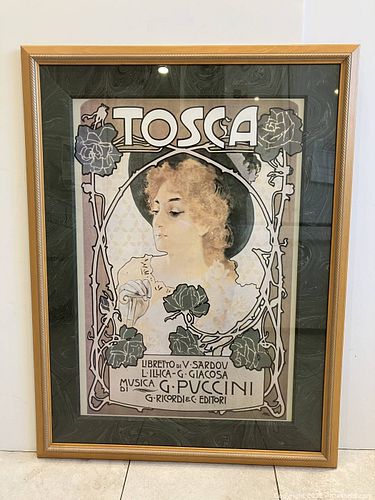 TOSCA
LIBRETTO DI V. SARDOU
L. ILLICA - G. GIACOSA
MUSICA DI G. PUCCINI
G. RICORDI & C. EDITORI